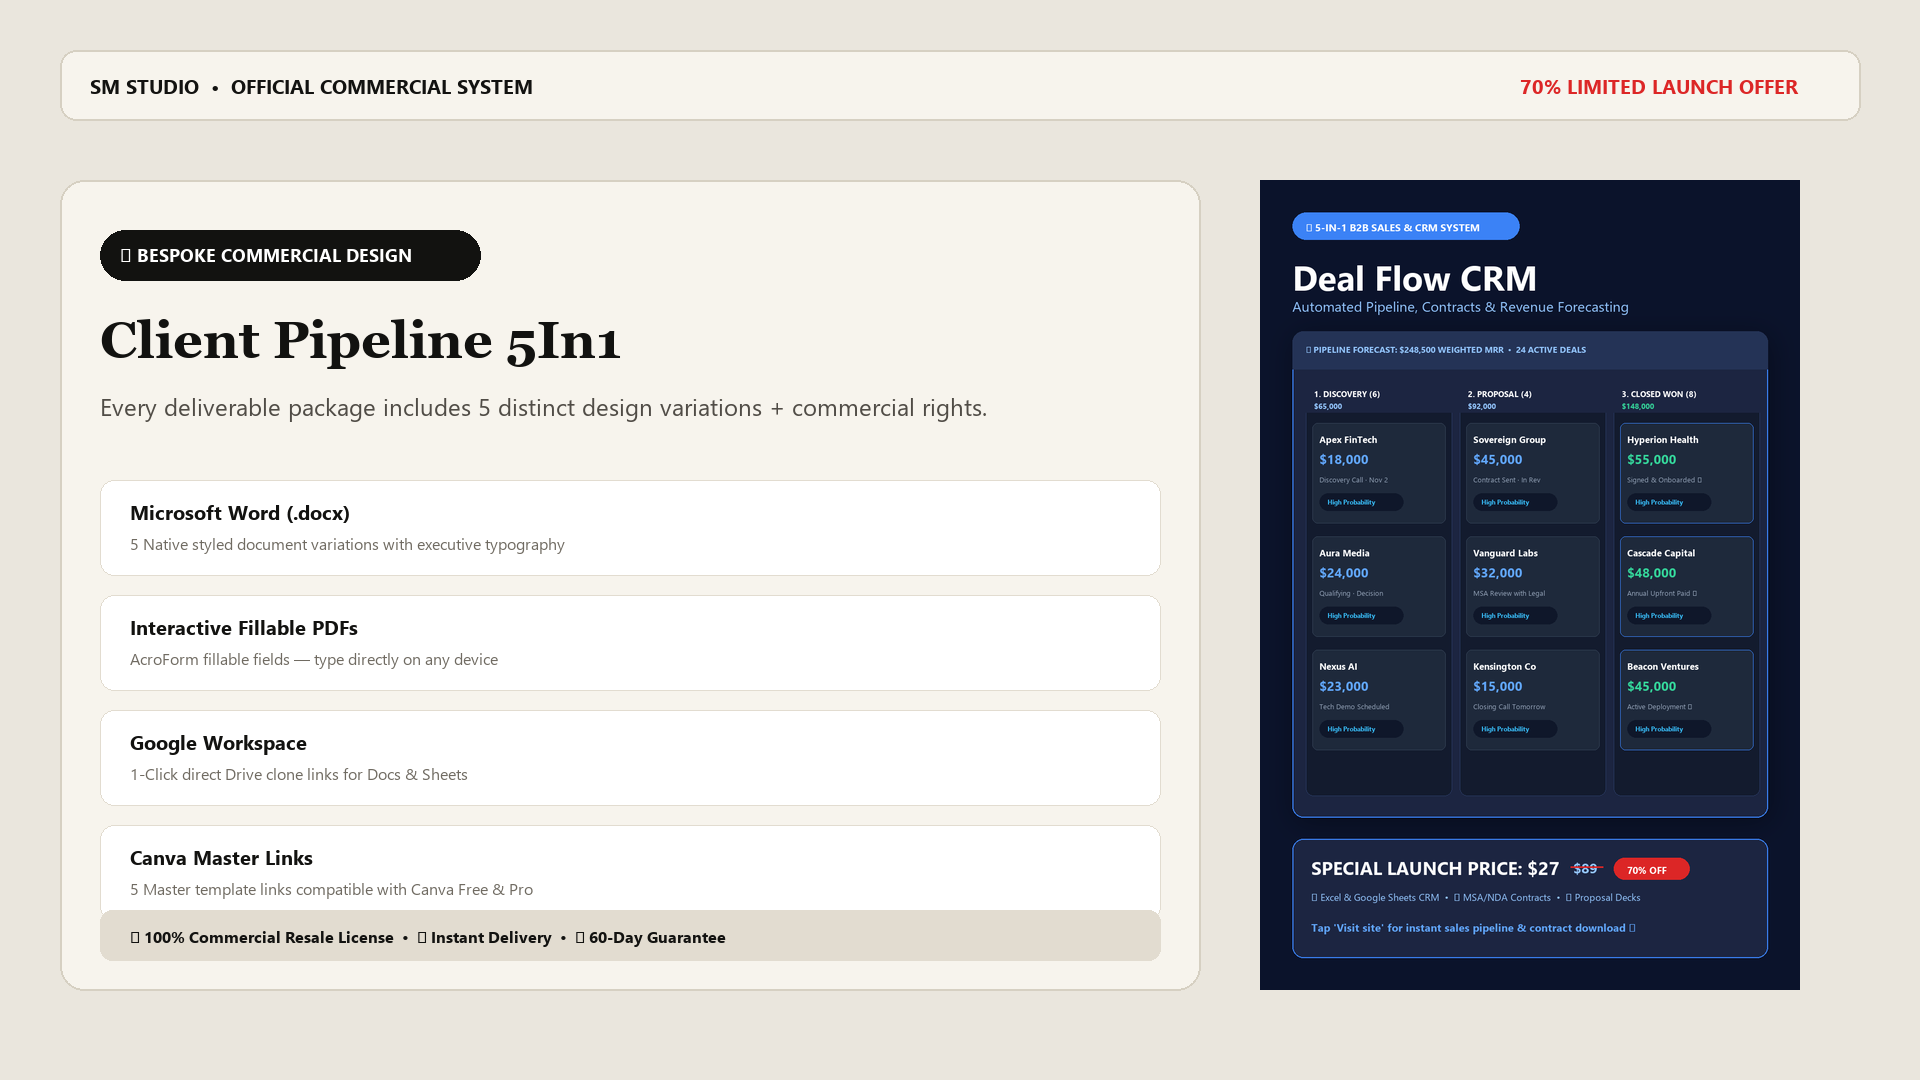 SM STUDIO • OFFICIAL COMMERCIAL SYSTEM
70% LIMITED LAUNCH OFFER
BESPOKE COMMERCIAL DESIGN
Client Pipeline 5In1
Every deliverable package includes 5 distinct design variations + commercial rights.
Microsoft Word (.docx)
5 Native styled document variations with executive typography
Interactive Fillable PDFs
AcroForm fillable fields — type directly on any device
Google Workspace
1-Click direct Drive clone links for Docs & Sheets
Canva Master Links
5 Master template links compatible with Canva Free & Pro
100% Commercial Resale License • Instant Delivery • 60-Day Guarantee
5-IN-1 B2B SALES & CRM SYSTEM
Deal Flow CRM
Automated Pipeline, Contracts & Revenue Forecasting
PIPELINE FORECAST: $248,500 WEIGHTED MRR • 24 ACTIVE DEALS
1. DISCOVERY (6)
$65,000
Apex FinTech
$18,000
Discovery Call · Nov 2
High Probability
Aura Media
$24,000
Qualifying · Decision
High Probability
Nexus AI
$23,000
Tech Demo Scheduled
High Probability
2. PROPOSAL (4)
$92,000
Sovereign Group
$45,000
Contract Sent · In Rev
High Probability
Vanguard Labs
$32,000
MSA Review with Legal
High Probability
Kensington Co
$15,000
Closing Call Tomorrow
High Probability
3. CLOSED WON (8)
$148,000
Hyperion Health
$55,000
Signed & Onboarded
High Probability
Cascade Capital
$48,000
Annual Upfront Paid
High Probability
Beacon Ventures
$45,000
Active Deployment
High Probability
SPECIAL LAUNCH PRICE: $27 $89 70% OFF
Excel & Google Sheets CRM • MSA/NDA Contracts • Proposal Decks
Tap 'Visit site' for instant sales pipeline & contract download